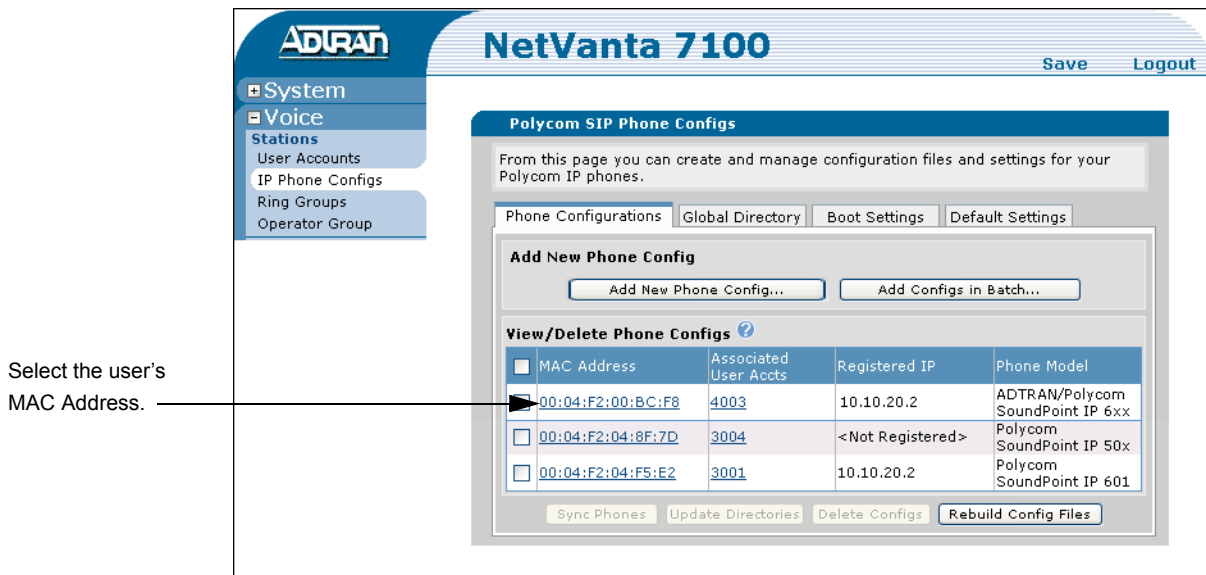 ADTRAN
NetVanta 7100
Save Logout
System
Voice
Stations
User Accounts
IP Phone Configs
Ring Groups
Operator Group
Polycom SIP Phone Configs
From this page you can create and manage configuration files and settings for your
Polycom IP phones.
Phone Configurations Global Directory Boot Settings Default Settings
Add New Phone Config
Add New Phone Config... Add Configs in Batch...
View/Delete Phone Configs ?
MAC Address Associated User Accts Registered IP Phone Model
00:04:F2:00:BC:F8 4003 10.10.20.2 ADTRAN/Polycom SoundPoint IP 6xx
00:04:F2:04:8F:7D 3004 <Not Registered> Polycom SoundPoint IP 50x
00:04:F2:04:F5:E2 3001 10.10.20.2 Polycom SoundPoint IP 601
Sync Phones Update Directories Delete Configs Rebuild Config Files
Select the user's
MAC Address.